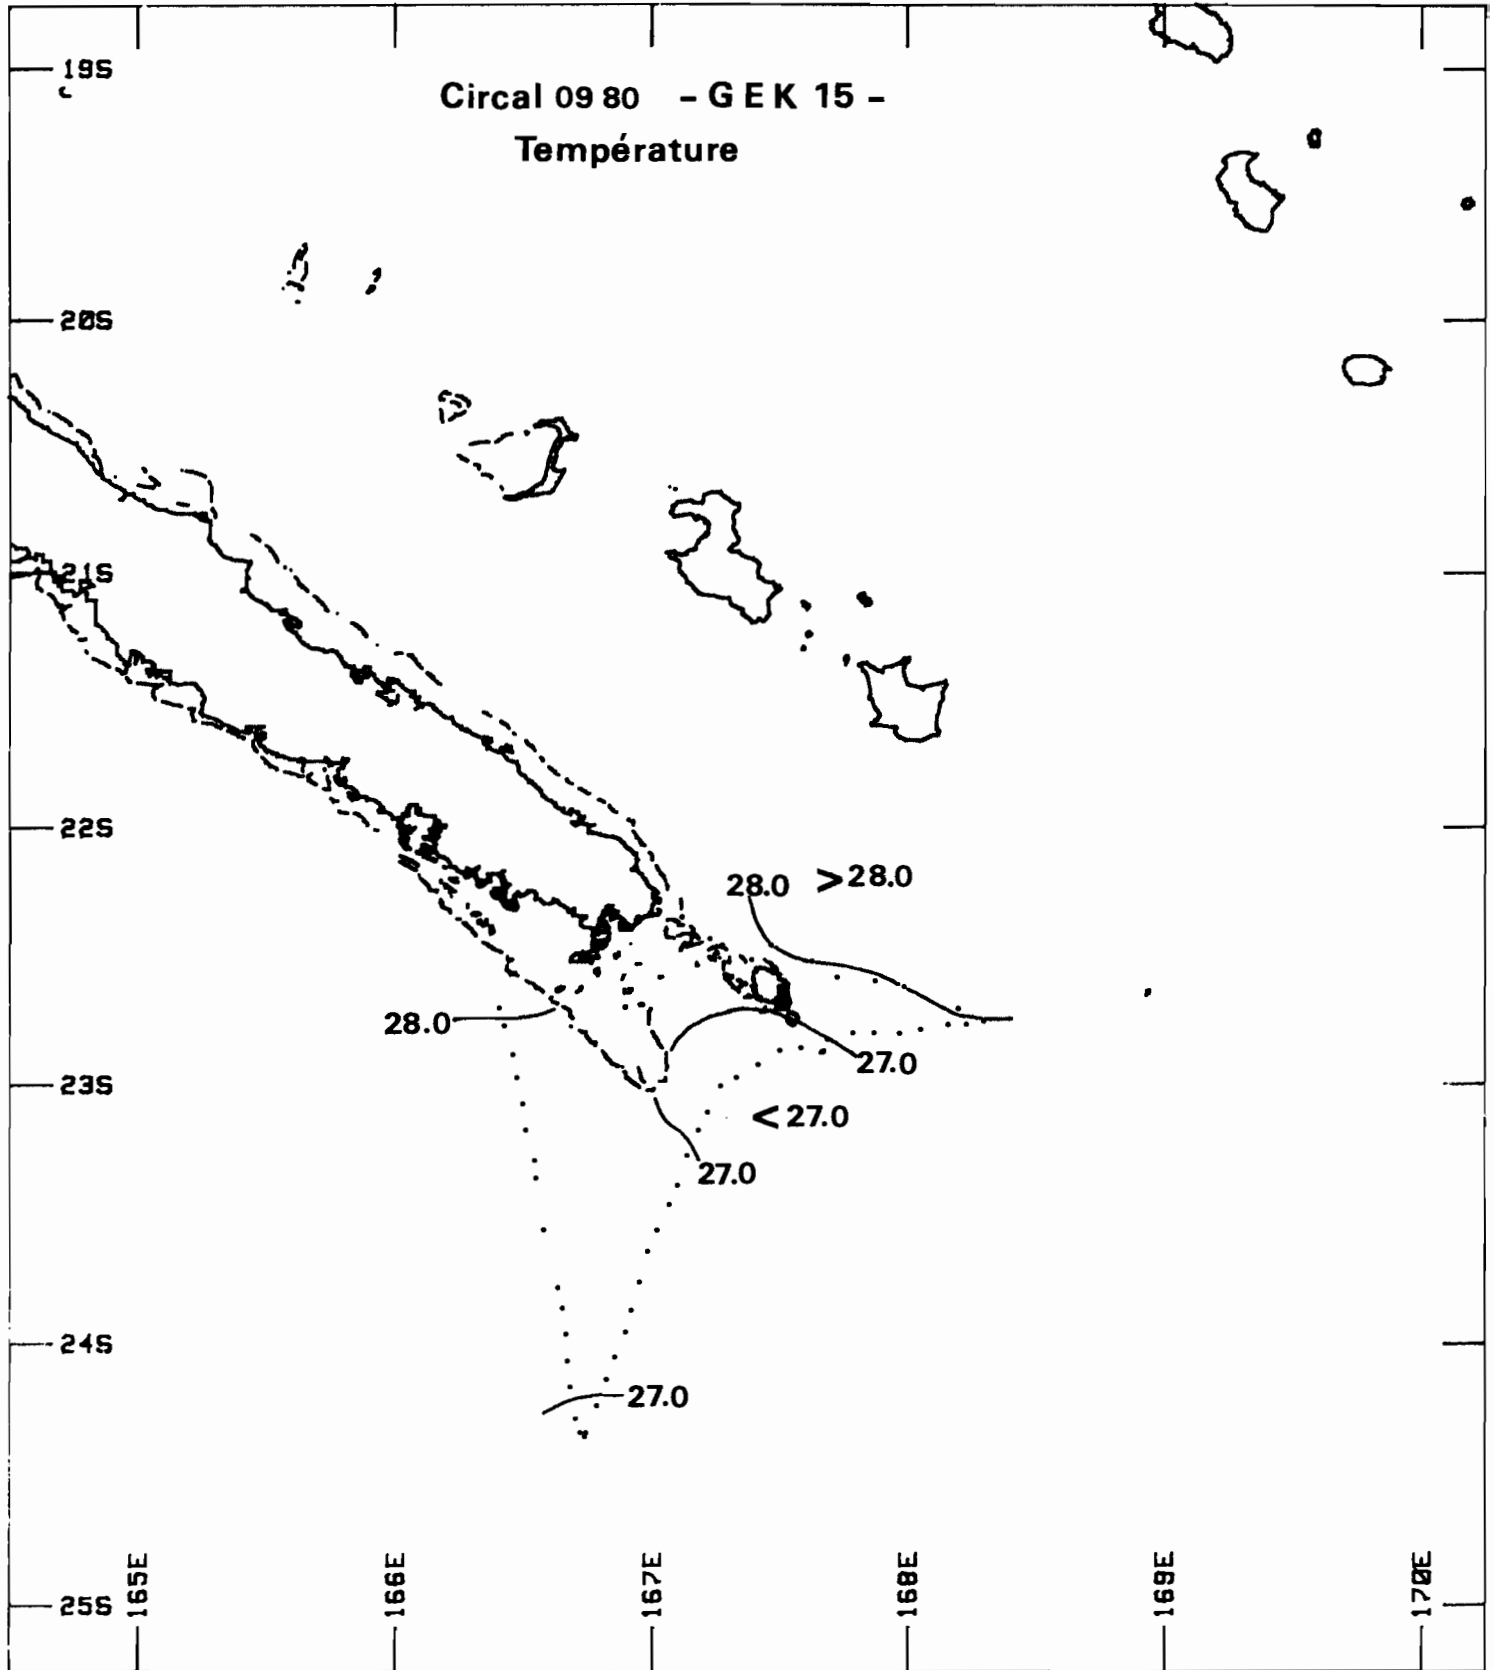 19S
Circal 09 80 - G E K 15 -
Température
20S
21S
22S
28.0 >28.0
28.0
27.0
23S
<27.0
27.0
24S
27.0
25S
165E
166E
167E
168E
169E
170E